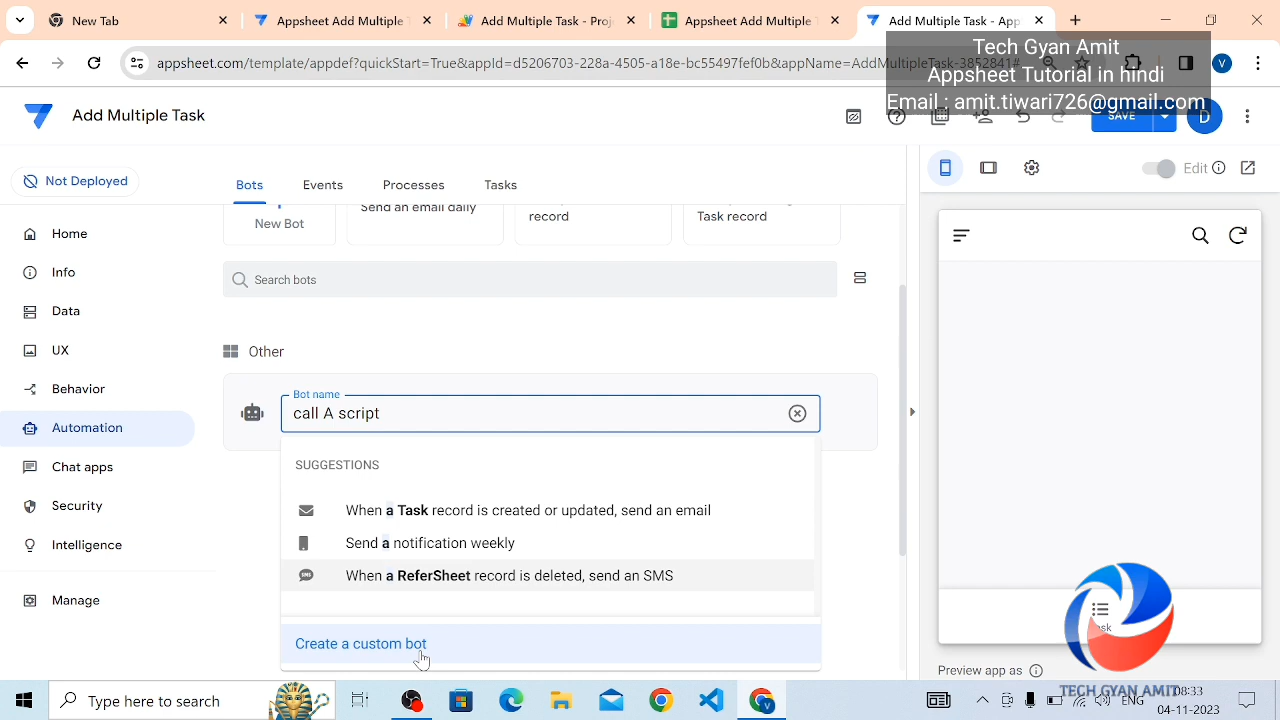 New Tab
Appsheet Add Multiple T
Add Multiple Task - Proj
Appsheet Add Multiple T
Add Multiple Task - App
Tech Gyan Amit
Appsheet Tutorial in hindi
Email : amit.tiwari726@gmail.com
appsheet.com/template/appdef?quickStart=True&appId=d5206703-228a-4505-a18e-bc55497fef0b&appName=AddMultipleTask-3852841#
V
Add Multiple Task
SAVE
D
Not Deployed
Bots
Events
Processes
Tasks
Edit
Home
Info
Data
UX
Behavior
Automation
Chat apps
Security
Intelligence
Manage
New Bot
Send an email daily
record
Task record
Search bots
Other
Bot name
call A script
SUGGESTIONS
When a Task record is created or updated, send an email
Send a notification weekly
SMS
When a ReferSheet record is deleted, send an SMS
Create a custom bot
Preview app as
TECH GYAN AMIT
Type here to search
V
ENG
08:33
04-11-2023